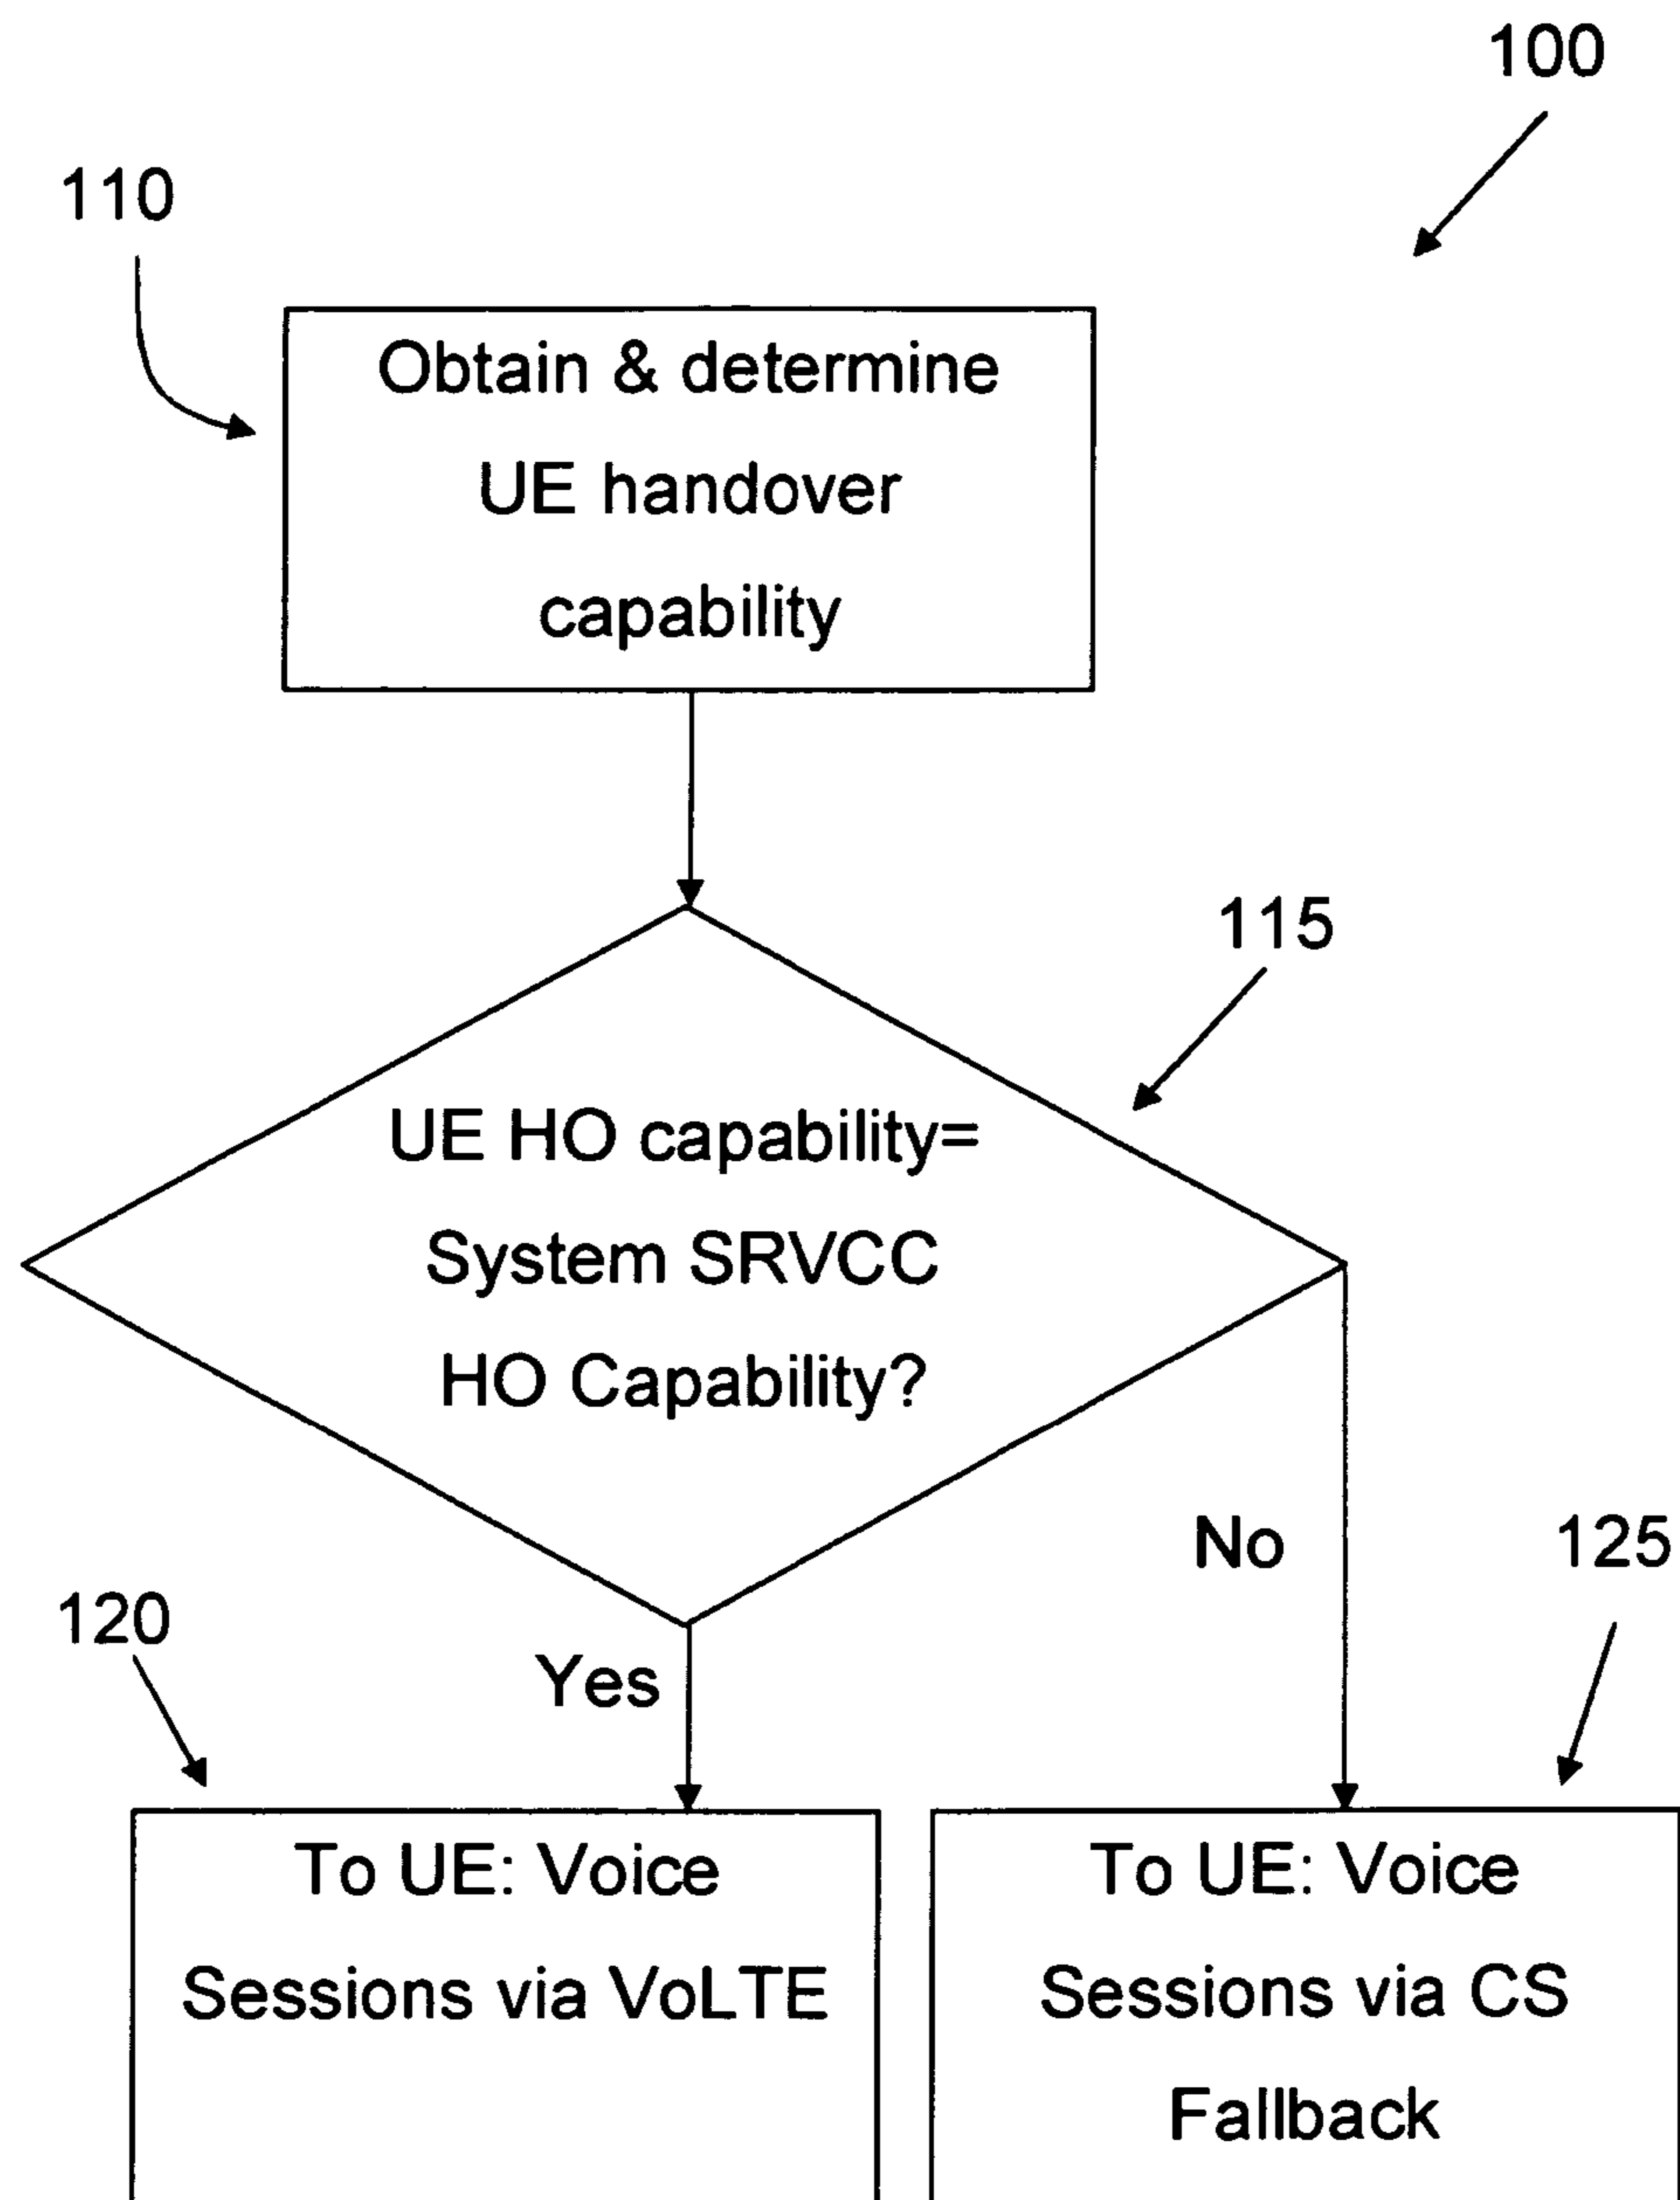 100
110
Obtain & determine
UE handover
capability
115
UE HO capability=
System SRVCC
HO Capability?
No
125
120
Yes
To UE: Voice
Sessions via VoLTE
To UE: Voice
Sessions via CS
Fallback